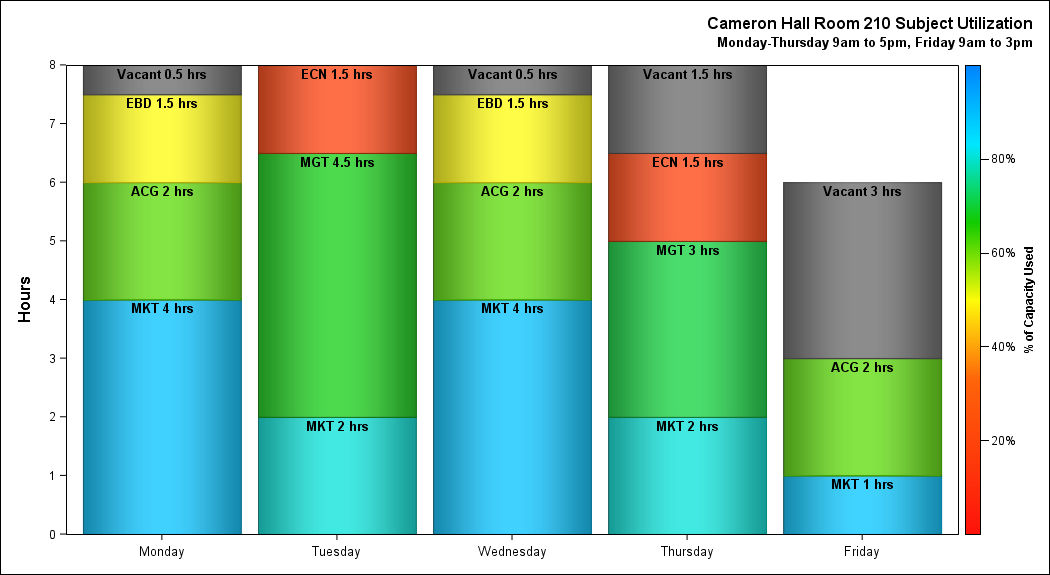 Cameron Hall Room 210 Subject Utilization
Monday-Thursday 9am to 5pm, Friday 9am to 3pm
Hours
8
7
6
5
4
3
2
1
0
Vacant 0.5 hrs
EBD 1.5 hrs
ACG 2 hrs
MKT 4 hrs
ECN 1.5 hrs
MGT 4.5 hrs
MKT 2 hrs
Vacant 0.5 hrs
EBD 1.5 hrs
ACG 2 hrs
MKT 4 hrs
Vacant 1.5 hrs
ECN 1.5 hrs
MGT 3 hrs
MKT 2 hrs
Vacant 3 hrs
ACG 2 hrs
MKT 1 hrs
Monday
Tuesday
Wednesday
Thursday
Friday
80%
60%
40%
20%
% of Capacity Used